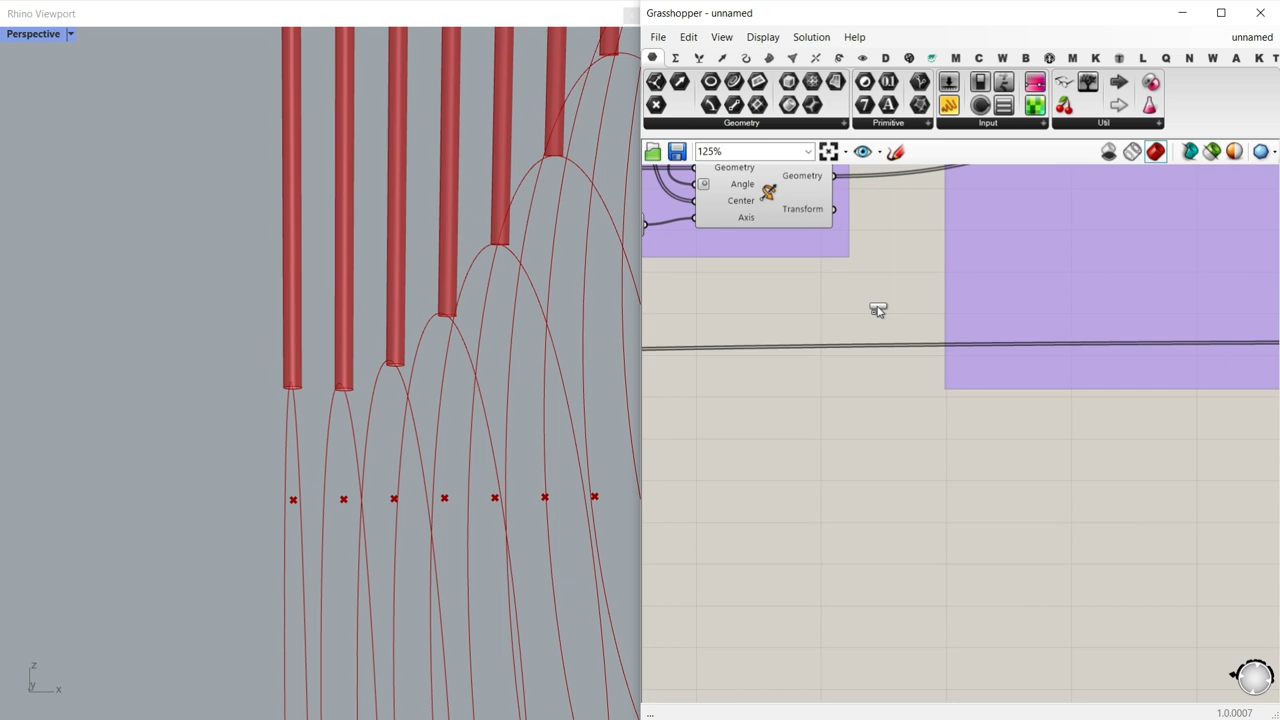 Rhino Viewport
Perspective
z
y
x
Grasshopper - unnamed
File Edit View Display Solution Help
unnamed
D M C W B M K L Q N W A K T
Geometry
Primitive
Input
Util
125%
Geometry
Angle
Center
Axis
Geometry
Transform
...
1.0.0007